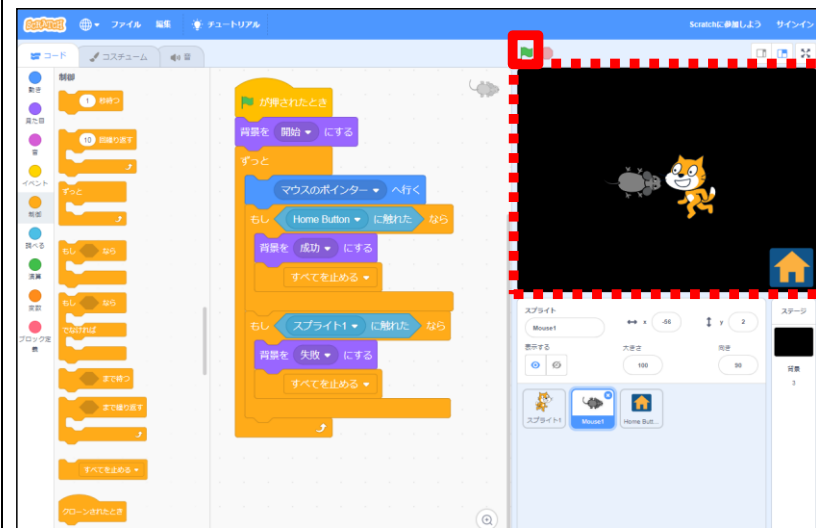 SCRATCH ファイル 編集 チュートリアル Scratchに参加しよう サインイン
コード コスチューム 音
動き
見た目
音
イベント
制御
調べる
演算
変数
ブロック定義
制御
1 秒待つ
10 回繰り返す
ずっと
もし なら
もし なら
でなければ
まで待つ
まで繰り返す
すべてを止める
クローンされたとき
が押されたとき
背景を 開始 にする
ずっと
マウスのポインター へ行く
もし Home Button に触れた なら
背景を 成功 にする
すべてを止める
もし スプライト1 に触れた なら
背景を 失敗 にする
すべてを止める
スプライト
Mouse1 x -56 y 2
表示する 大きさ 向き
100 90
スプライト1 Mouse1 Home Butt...
ステージ
背景
3